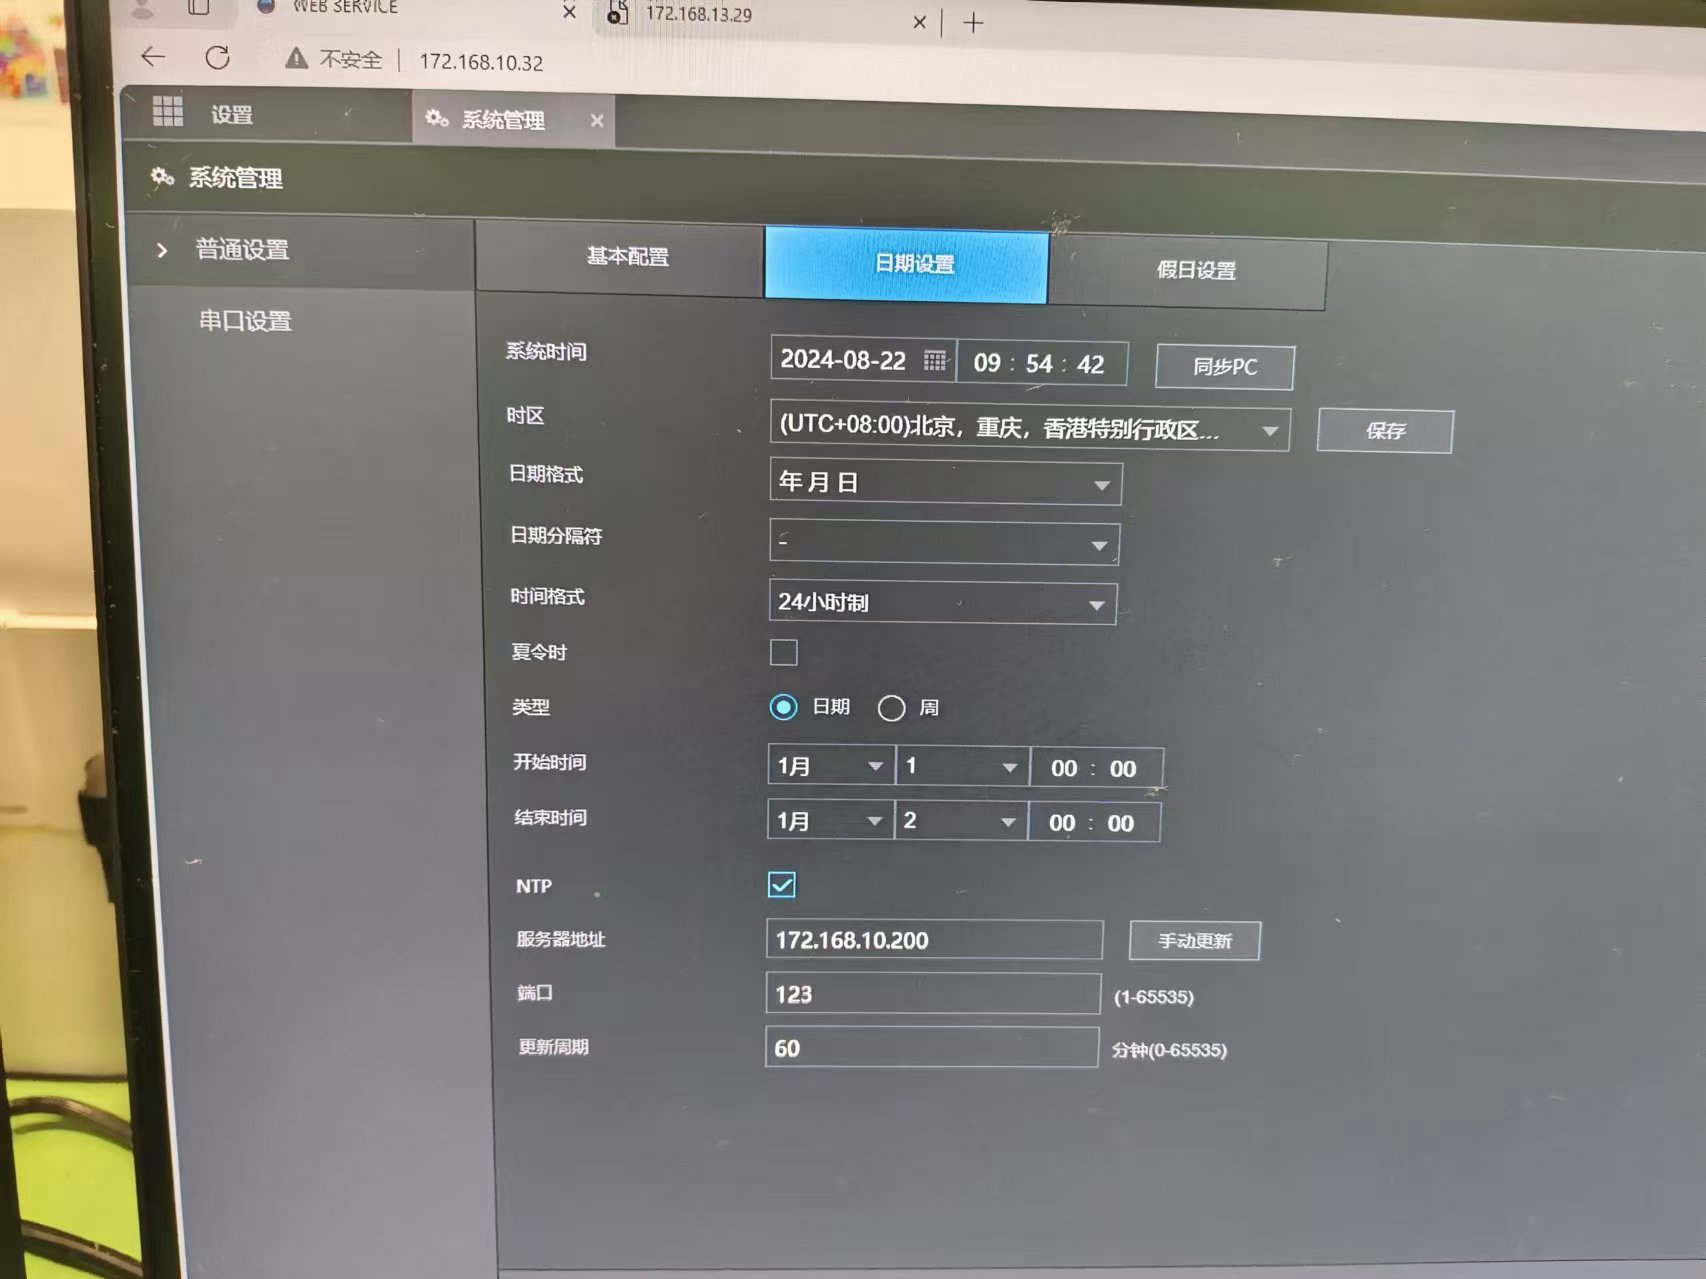 WEB SERVICE
172.168.13.29
不安全 172.168.10.32
设置 系统管理
系统管理
普通设置
串口设置
基本配置 日期设置 假日设置
系统时间 2024-08-22 09 : 54 : 42 同步PC
时区 (UTC+08:00)北京，重庆，香港特别行政区... 保存
日期格式 年 月 日
日期分隔符 -
时间格式 24小时制
夏令时
类型 日期 周
开始时间 1月 1 00 : 00
结束时间 1月 2 00 : 00
NTP
服务器地址 172.168.10.200 手动更新
端口 123 (1-65535)
更新周期 60 分钟(0-65535)